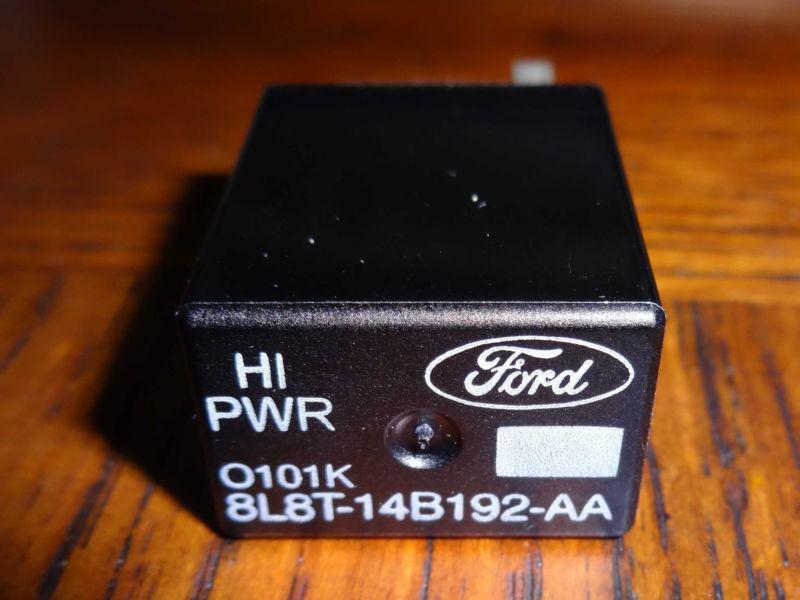 HI
PWR
Ford
O101K
8L8T-14B192-AA